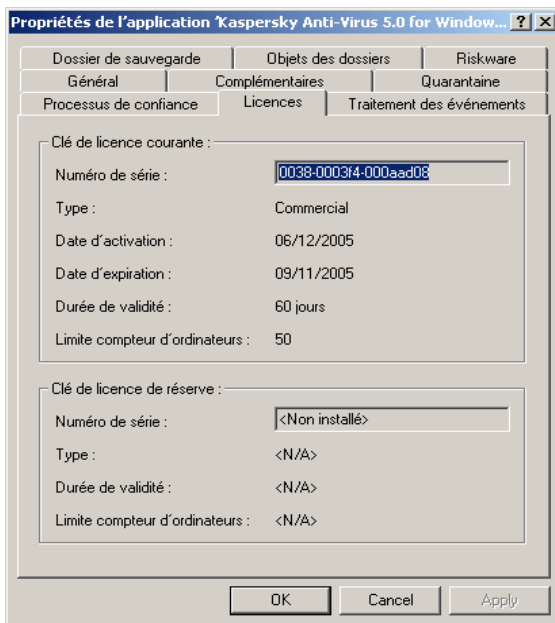 Propriétés de l'application 'Kaspersky Anti-Virus 5.0 for Window...
Dossier de sauvegarde Objets des dossiers Riskware
Général Complémentaires Quarantaine
Processus de confiance Licences Traitement des événements
Clé de licence courante :
Numéro de série : 0038-0003f4-000aad08
Type : Commercial
Date d'activation : 06/12/2005
Date d'expiration : 09/11/2005
Durée de validité : 60 jours
Limite compteur d'ordinateurs : 50
Clé de licence de réserve :
Numéro de série : <Non installé>
Type : <N/A>
Durée de validité : <N/A>
Limite compteur d'ordinateurs : <N/A>
OK Cancel Apply